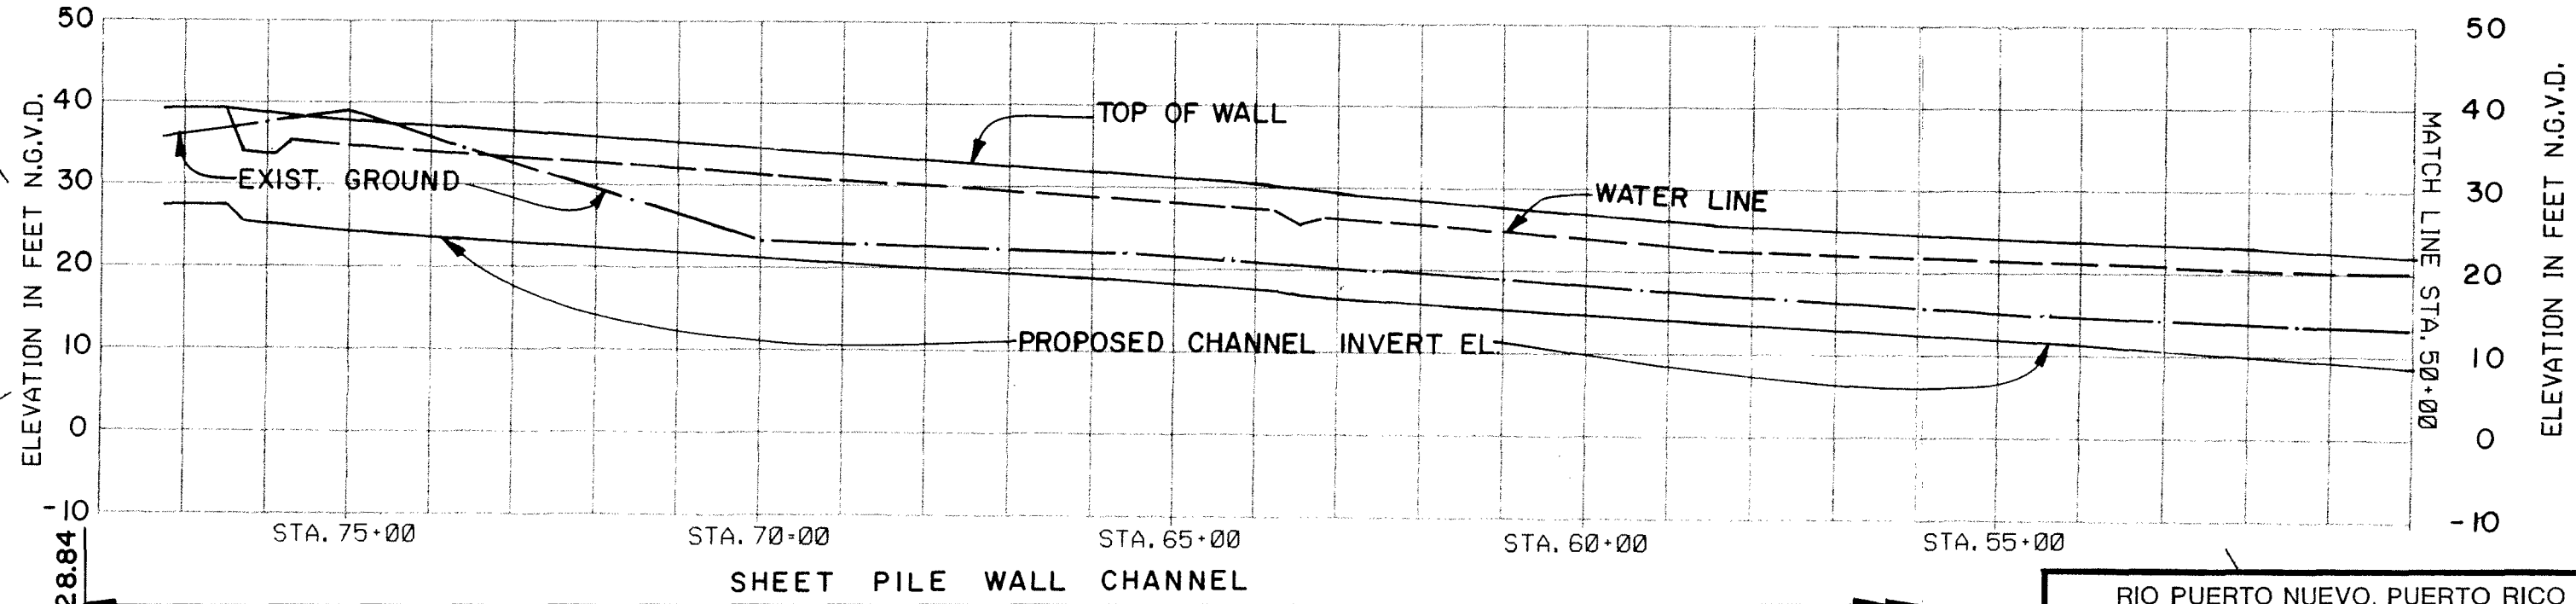 50
40
30
20
10
0
-10
ELEVATION IN FEET N.G.V.D.
TOP OF WALL
EXIST. GROUND
WATER LINE
PROPOSED CHANNEL INVERT EL.
MATCH LINE STA. 50+00
50
40
30
20
10
0
-10
ELEVATION IN FEET N.G.V.D.
STA. 75+00
STA. 70=00
STA. 65+00
STA. 60+00
STA. 55+00
28.84
SHEET PILE WALL CHANNEL
RIO PUERTO NUEVO, PUERTO RICO